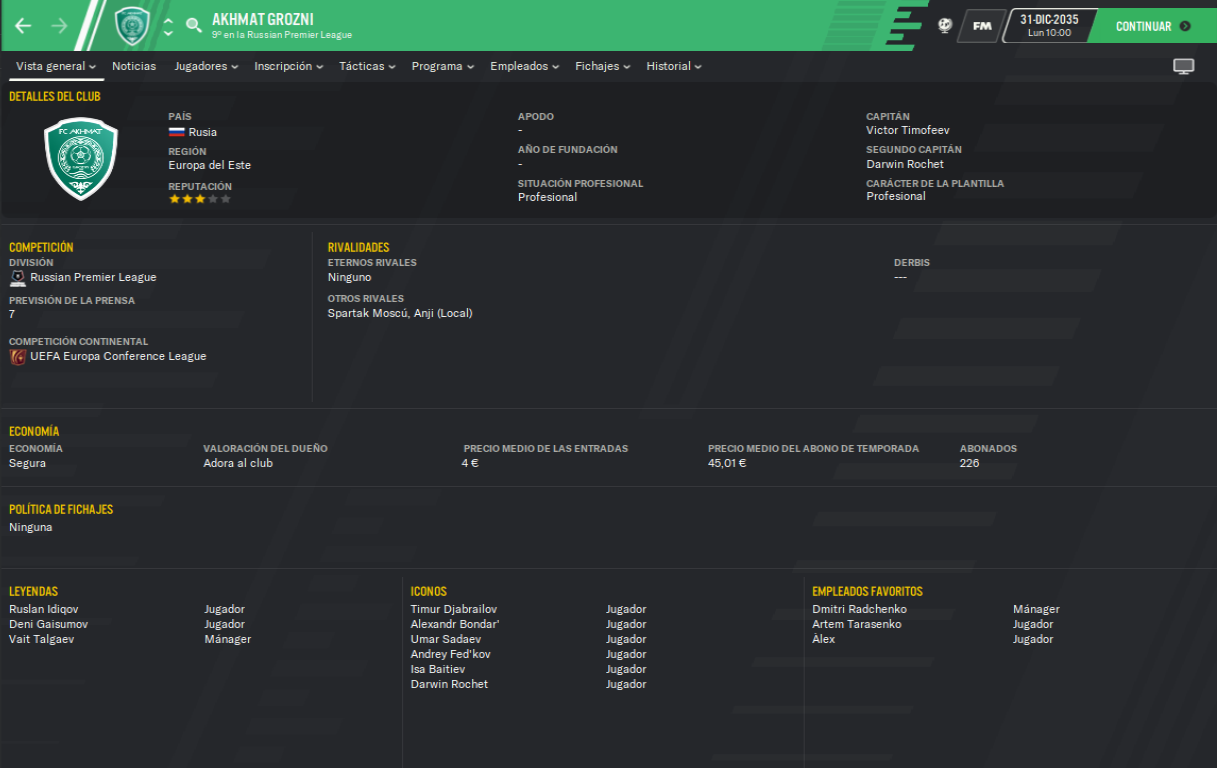 AKHMAT GROZNI
9º en la Russian Premier League
FM
31-DIC-2035
Lun 10:00
CONTINUAR
Vista general
Noticias
Jugadores
Inscripción
Tácticas
Programa
Empleados
Fichajes
Historial
DETALLES DEL CLUB
FC AKHMAT
PAÍS
Rusia
REGIÓN
Europa del Este
REPUTACIÓN
APODO
-
AÑO DE FUNDACIÓN
-
SITUACIÓN PROFESIONAL
Profesional
CAPITÁN
Victor Timofeev
SEGUNDO CAPITÁN
Darwin Rochet
CARÁCTER DE LA PLANTILLA
Profesional
COMPETICIÓN
DIVISIÓN
Russian Premier League
PREVISIÓN DE LA PRENSA
7
COMPETICIÓN CONTINENTAL
UEFA Europa Conference League
RIVALIDADES
ETERNOS RIVALES
Ninguno
OTROS RIVALES
Spartak Moscú, Anji (Local)
DERBIS
---
ECONOMÍA
ECONOMÍA
Segura
VALORACIÓN DEL DUEÑO
Adora al club
PRECIO MEDIO DE LAS ENTRADAS
4 €
PRECIO MEDIO DEL ABONO DE TEMPORADA
45,01 €
ABONADOS
226
POLÍTICA DE FICHAJES
Ninguna
LEYENDAS
Ruslan Idiqov Jugador
Deni Gaisumov Jugador
Vait Talgaev Mánager
ICONOS
Timur Djabrailov Jugador
Alexandr Bondar' Jugador
Umar Sadaev Jugador
Andrey Fed'kov Jugador
Isa Baitiev Jugador
Darwin Rochet Jugador
EMPLEADOS FAVORITOS
Dmitri Radchenko Mánager
Artem Tarasenko Jugador
Àlex Jugador